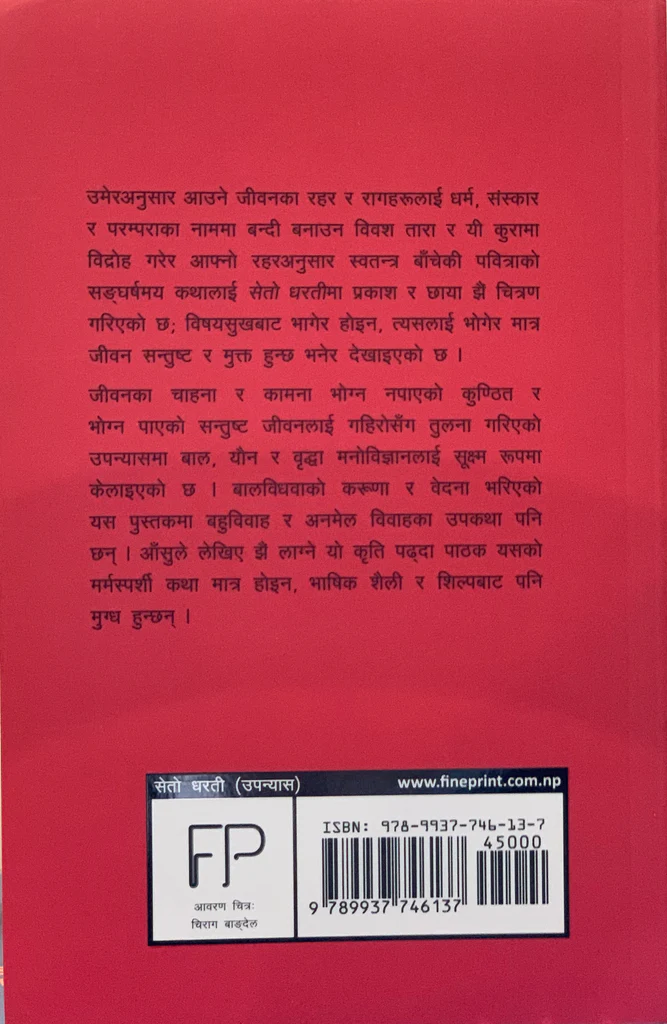 उमेरअनुसार आउने जीवनका रहर र रागहरूलाई धर्म, संस्कार
र परम्पराका नाममा बन्दी बनाउन विवश तारा र यी कुरामा
विद्रोह गरेर आफ्नो रहरअनुसार स्वतन्त्र बाँचेकी पवित्राको
सङ्घर्षमय कथालाई सेतो धरतीमा प्रकाश र छाया झैं चित्रण
गरिएको छ; विषयसुखबाट भागेर होइन, त्यसलाई भोगेर मात्र
जीवन सन्तुष्ट र मुक्त हुन्छ भनेर देखाइएको छ ।
जीवनका चाहना र कामना भोग्न नपाएको कुण्ठित र
भोग्न पाएको सन्तुष्ट जीवनलाई गहिरोसँग तुलना गरिएको
उपन्यासमा बाल, यौन र वृद्धा मनोविज्ञानलाई सूक्ष्म रूपमा
केलाइएको छ । बालविधवाको करूणा र वेदना भरिएको
यस पुस्तकमा बहुविवाह र अनमेल विवाहका उपकथा पनि
छन् । आँसुले लेखिए झैं लाग्ने यो कृति पढ्दा पाठक यसको
मर्मस्पर्शी कथा मात्र होइन, भाषिक शैली र शिल्पबाट पनि
मुग्ध हुन्छन् ।
सेतो धरती (उपन्यास) www.fineprint.com.np
FP
आवरण चित्रः
चिराग बाङ्देल
ISBN: 978-9937-746-13-7
45000
9 789937 746137